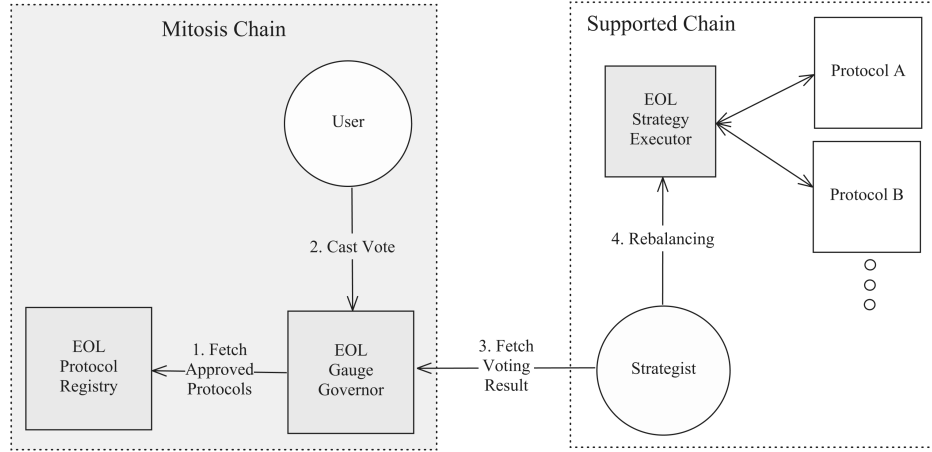 Mitosis Chain
Supported Chain
User
EOL
Strategy
Executor
Protocol A
Protocol B
2. Cast Vote
4. Rebalancing
EOL
Protocol
Registry
1. Fetch
Approved
Protocols
EOL
Gauge
Governor
3. Fetch
Voting
Result
Strategist